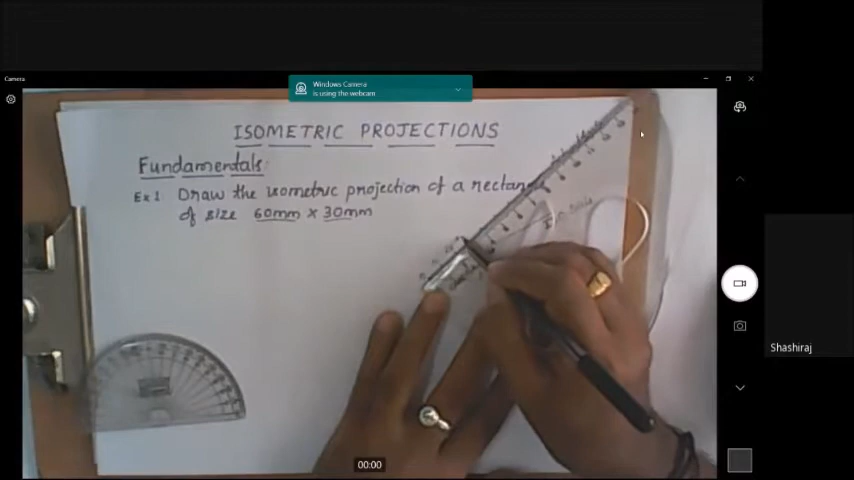 Camera
Windows Camera
is using the webcam
ISOMETRIC PROJECTIONS
Fundamentals:
Ex 1 Draw the isometric projection of a
of size 60mm x 30mm
Shashiraj
00:00